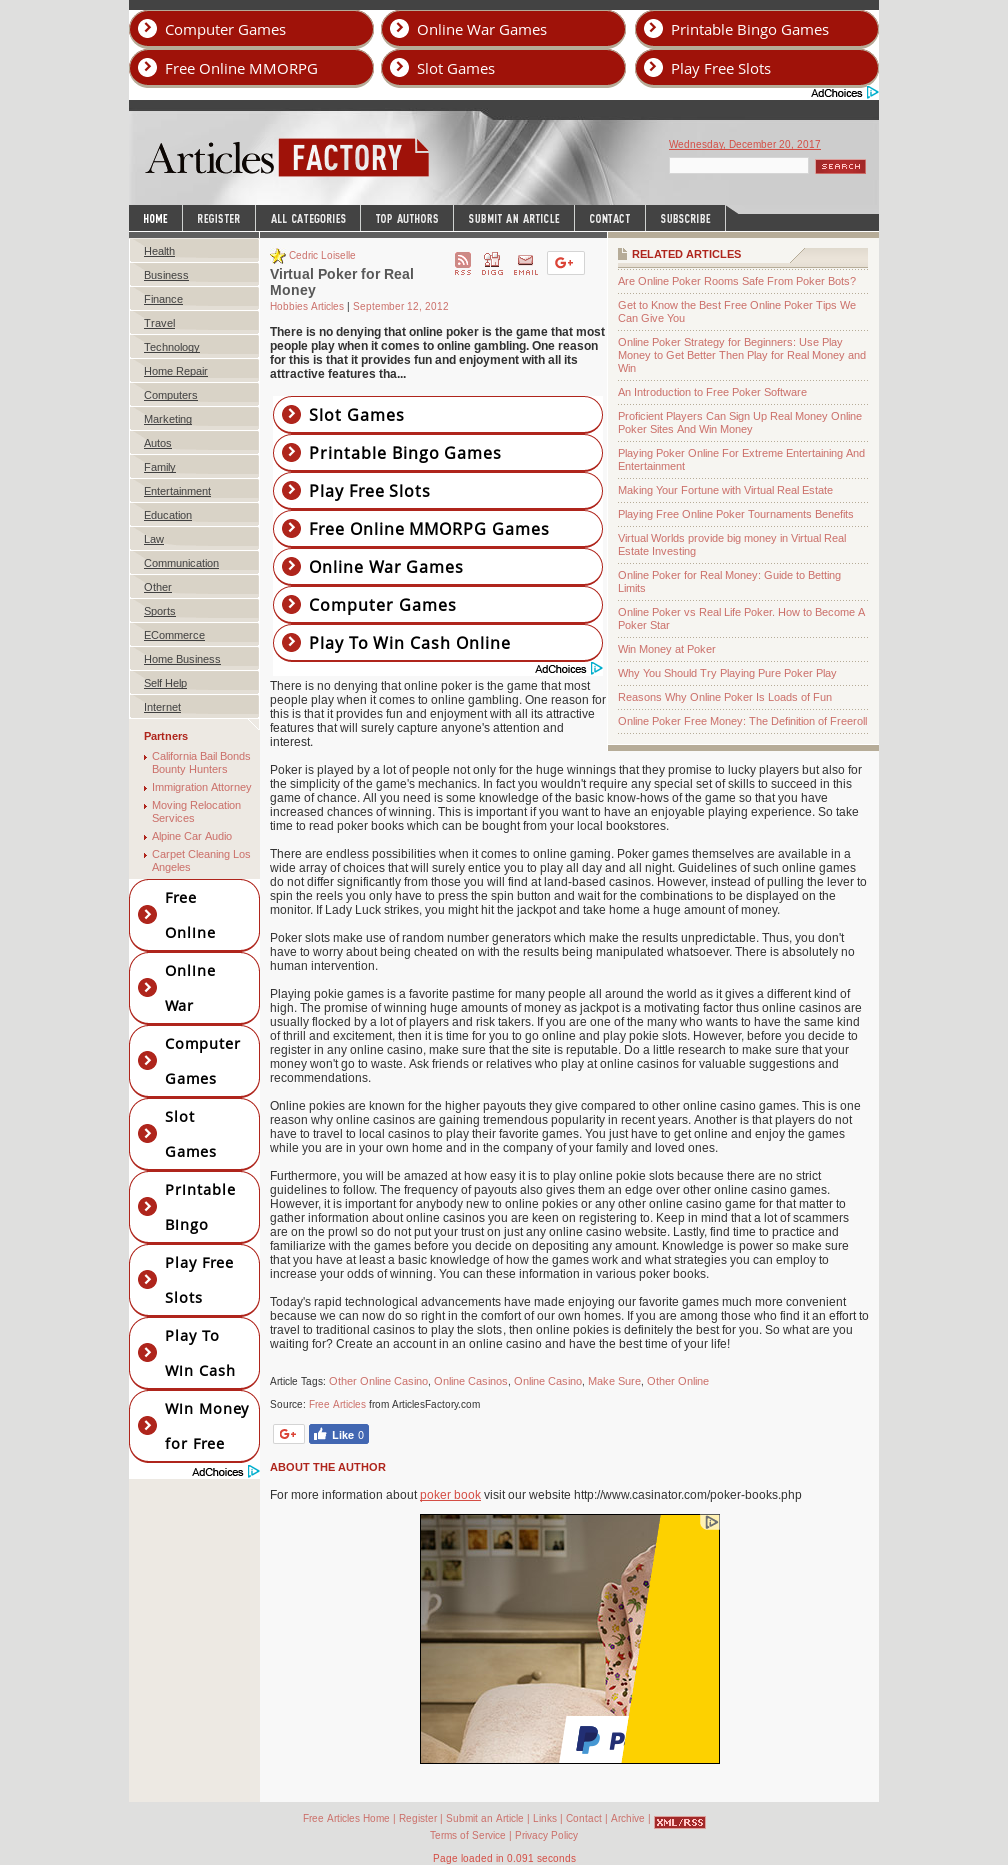 Computer Games
Online War Games
Printable Bingo Games
Free Online MMORPG
Slot Games
Play Free Slots
AdChoices
Articles FACTORY
Wednesday, December 20, 2017
SEARCH
HOME
REGISTER
ALL CATEGORIES
TOP AUTHORS
SUBMIT AN ARTICLE
CONTACT
SUBSCRIBE
Health
Business
Finance
Travel
Technology
Home Repair
Computers
Marketing
Autos
Family
Entertainment
Education
Law
Communication
Other
Sports
ECommerce
Home Business
Self Help
Internet
Partners
California Bail Bonds
Bounty Hunters
Immigration Attorney
Moving Relocation
Services
Alpine Car Audio
Carpet Cleaning Los
Angeles
Free
Online
Online
War
Computer
Games
Slot
Games
Printable
Bingo
Play Free
Slots
Play To
Win Cash
Win Money
for Free
AdChoices
Cedric Loiselle
RSS
DIGG
EMAIL
G+
Virtual Poker for Real
Money
Hobbies Articles | September 12, 2012
There is no denying that online poker is the game that most
people play when it comes to online gambling. One reason
for this is that it provides fun and enjoyment with all its
attractive features tha...
Slot Games
Printable Bingo Games
Play Free Slots
Free Online MMORPG Games
Online War Games
Computer Games
Play To Win Cash Online
AdChoices
There is no denying that online poker is the game that most
people play when it comes to online gambling. One reason for
this is that it provides fun and enjoyment with all its attractive
features that will surely capture anyone's attention and
interest.
Poker is played by a lot of people not only for the huge winnings that they promise to lucky players but also for
the simplicity of the game's mechanics. In fact you wouldn't require any special set of skills to succeed in this
game of chance. All you need is some knowledge of the basic know-hows of the game so that you have
increased chances of winning. This is important if you want to have an enjoyable playing experience. So take
time to read poker books which can be bought from your local bookstores.
There are endless possibilities when it comes to online gaming. Poker games themselves are available in a
wide array of choices that will surely entice you to play all day and all night. Guidelines of such online games
do not differ significantly from those you will find at land-based casinos. However, instead of pulling the lever to
spin the reels you only have to press the spin button and wait for the combinations to be displayed on the
monitor. If Lady Luck strikes, you might hit the jackpot and take home a huge amount of money.
Poker slots make use of random number generators which make the results unpredictable. Thus, you don't
have to worry about being cheated on with the results being manipulated whatsoever. There is absolutely no
human intervention.
Playing pokie games is a favorite pastime for many people all around the world as it gives a different kind of
high. The promise of winning huge amounts of money as jackpot is a motivating factor thus online casinos are
usually flocked by a lot of players and risk takers. If you are one of the many who wants to have the same kind
of thrill and excitement, then it is time for you to go online and play pokie slots. However, before you decide to
register in any online casino, make sure that the site is reputable. Do a little research to make sure that your
money won't go to waste. Ask friends or relatives who play at online casinos for valuable suggestions and
recommendations.
Online pokies are known for the higher payouts they give compared to other online casino games. This is one
reason why online casinos are gaining tremendous popularity in recent years. Another is that players do not
have to travel to local casinos to play their favorite games. You just have to get online and enjoy the games
while you are in your own home and in the company of your family and loved ones.
Furthermore, you will be amazed at how easy it is to play online pokie slots because there are no strict
guidelines to follow. The frequency of payouts also gives them an edge over other online casino games.
However, it is important for anybody new to online pokies or any other online casino game for that matter to
gather information about online casinos you are keen on registering to. Keep in mind that a lot of scammers
are on the prowl so do not put your trust on just any online casino website. Lastly, find time to practice and
familiarize with the games before you decide on depositing any amount. Knowledge is power so make sure
that you have at least a basic knowledge of how the games work and what strategies you can employ to
increase your odds of winning. You can these information in various poker books.
Today's rapid technological advancements have made enjoying our favorite games much more convenient
because we can now do so right in the comfort of our own homes. If you are among those who find it an effort to
travel to traditional casinos to play the slots, then online pokies is definitely the best for you. So what are you
waiting for? Create an account in an online casino and have the best time of your life!
Article Tags: Other Online Casino, Online Casinos, Online Casino, Make Sure, Other Online
Source: Free Articles from ArticlesFactory.com
G+
Like 0
ABOUT THE AUTHOR
For more information about poker book visit our website http://www.casinator.com/poker-books.php
RELATED ARTICLES
Are Online Poker Rooms Safe From Poker Bots?
Get to Know the Best Free Online Poker Tips We
Can Give You
Online Poker Strategy for Beginners: Use Play
Money to Get Better Then Play for Real Money and
Win
An Introduction to Free Poker Software
Proficient Players Can Sign Up Real Money Online
Poker Sites And Win Money
Playing Poker Online For Extreme Entertaining And
Entertainment
Making Your Fortune with Virtual Real Estate
Playing Free Online Poker Tournaments Benefits
Virtual Worlds provide big money in Virtual Real
Estate Investing
Online Poker for Real Money: Guide to Betting
Limits
Online Poker vs Real Life Poker. How to Become A
Poker Star
Win Money at Poker
Why You Should Try Playing Pure Poker Play
Reasons Why Online Poker Is Loads of Fun
Online Poker Free Money: The Definition of Freeroll
Free Articles Home | Register | Submit an Article | Links | Contact | Archive | XML/RSS
Terms of Service | Privacy Policy
Page loaded in 0.091 seconds